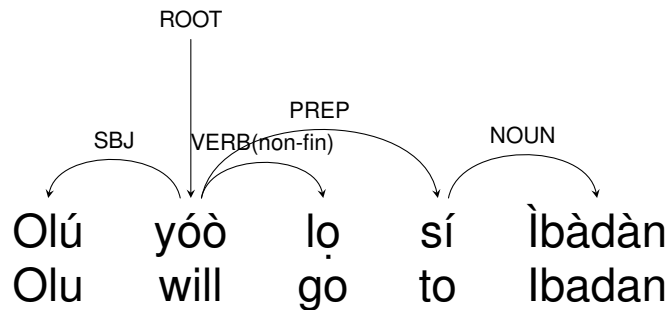 ROOT
PREP
SBJ VERB(non-fin) NOUN
Olú yóò lọ sí Ìbàdàn
Olu will go to Ibadan